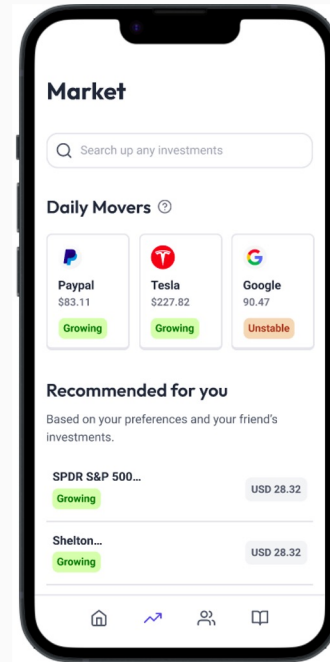 Market
Search up any investments
Daily Movers
Paypal
$83.11
Growing
Tesla
$227.82
Growing
Google
90.47
Unstable
Recommended for you
Based on your preferences and your friend's
investments.
SPDR S&P 500...
Growing
USD 28.32
Shelton...
Growing
USD 28.32